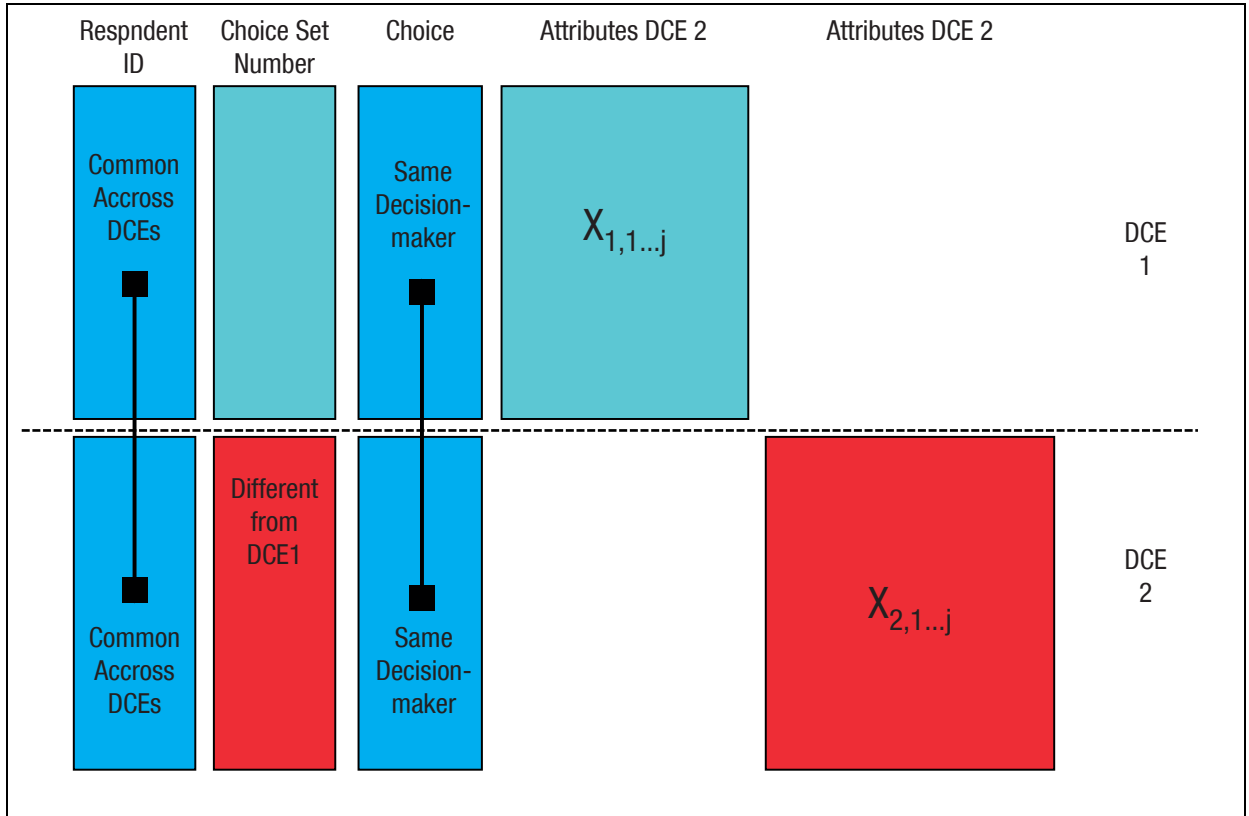 Respndent
ID
Choice Set
Number
Choice
Attributes DCE 2
Attributes DCE 2
Common
Accross
DCEs
Same
Decision-
maker
X1,1...j
DCE
1
Different
from
DCE1
Common
Accross
DCEs
Same
Decision-
maker
X2,1...j
DCE
2